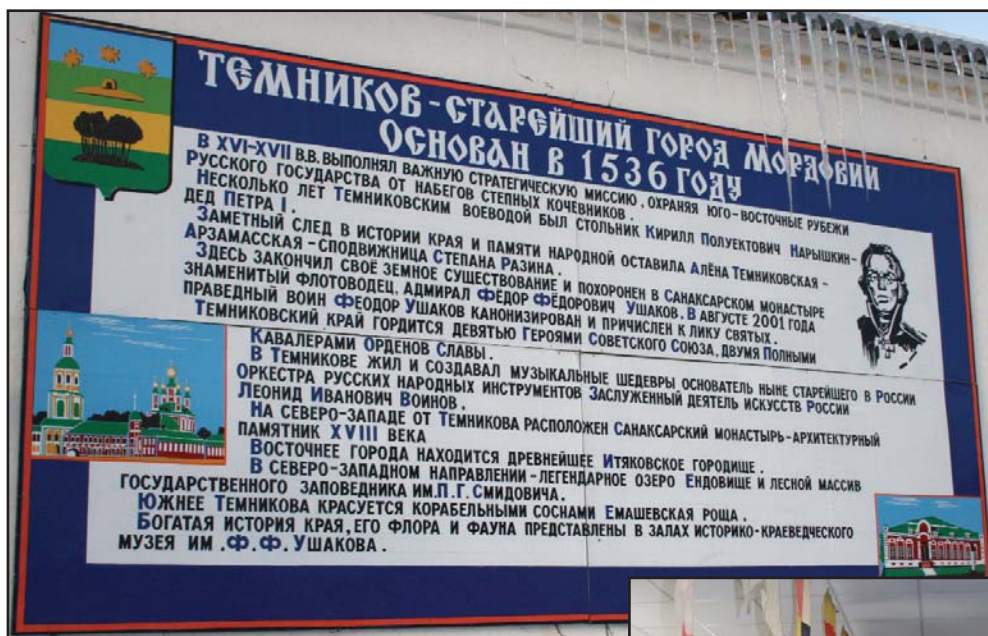 ТЕМНИКОВ-СТАРЕЙШИЙ ГОРОД МОРДОВИИ
ОСНОВАН В 1536 ГОДУ
В XVI-XVII В.В. ВЫПОЛНЯЛ ВАЖНУЮ СТРАТЕГИЧЕСКУЮ МИССИЮ, ОХРАНЯЯ ЮГО-ВОСТОЧНЫЕ РУБЕЖИ
РУССКОГО ГОСУДАРСТВА ОТ НАБЕГОВ СТЕПНЫХ КОЧЕВНИКОВ.
НЕСКОЛЬКО ЛЕТ ТЕМНИКОВСКИМ ВОЕВОДОЙ БЫЛ СТОЛЬНИК КИРИЛЛ ПОЛУЕКТОВИЧ НАРЫШКИН-
ДЕД ПЕТРА I.
ЗАМЕТНЫЙ СЛЕД В ИСТОРИИ КРАЯ И ПАМЯТИ НАРОДНОЙ ОСТАВИЛА АЛЁНА ТЕМНИКОВСКАЯ-
АРЗАМАССКАЯ-СПОДВИЖНИЦА СТЕПАНА РАЗИНА.
ЗДЕСЬ ЗАКОНЧИЛ СВОЁ ЗЕМНОЕ СУЩЕСТВОВАНИЕ И ПОХОРОНЕН В САНАКСАРСКОМ МОНАСТЫРЕ
ЗНАМЕНИТЫЙ ФЛОТОВОДЕЦ, АДМИРАЛ ФЁДОР ФЁДОРОВИЧ УШАКОВ. В АВГУСТЕ 2001 ГОДА
ПРАВЕДНЫЙ ВОИН ФЕОДОР УШАКОВ КАНОНИЗИРОВАН И ПРИЧИСЛЕН К ЛИКУ СВЯТЫХ.
ТЕМНИКОВСКИЙ КРАЙ ГОРДИТСЯ ДЕВЯТЬЮ ГЕРОЯМИ СОВЕТСКОГО СОЮЗА, ДВУМЯ ПОЛНЫМИ
КАВАЛЕРАМИ ОРДЕНОВ СЛАВЫ.
В ТЕМНИКОВЕ ЖИЛ И СОЗДАВАЛ МУЗЫКАЛЬНЫЕ ШЕДЕВРЫ ОСНОВАТЕЛЬ НЫНЕ СТАРЕЙШЕГО В РОССИИ
ОРКЕСТРА РУССКИХ НАРОДНЫХ ИНСТРУМЕНТОВ ЗАСЛУЖЕННЫЙ ДЕЯТЕЛЬ ИСКУССТВ РОССИИ
ЛЕОНИД ИВАНОВИЧ ВОИНОВ.
НА СЕВЕРО-ЗАПАДЕ ОТ ТЕМНИКОВА РАСПОЛОЖЕН САНАКСАРСКИЙ МОНАСТЫРЬ-АРХИТЕКТУРНЫЙ
ПАМЯТНИК XVIII ВЕКА
ВОСТОЧНЕЕ ГОРОДА НАХОДИТСЯ ДРЕВНЕЙШЕЕ ИТЯКОВСКОЕ ГОРОДИЩЕ.
В СЕВЕРО-ЗАПАДНОМ НАПРАВЛЕНИИ-ЛЕГЕНДАРНОЕ ОЗЕРО ЕНДОВИЩЕ И ЛЕСНОЙ МАССИВ
ГОСУДАРСТВЕННОГО ЗАПОВЕДНИКА ИМ.П.Г.СМИДОВИЧА.
ЮЖНЕЕ ТЕМНИКОВА КРАСУЕТСЯ КОРАБЕЛЬНЫМИ СОСНАМИ ЕМАШЕВСКАЯ РОЩА.
БОГАТАЯ ИСТОРИЯ КРАЯ, ЕГО ФЛОРА И ФАУНА ПРЕДСТАВЛЕНЫ В ЗАЛАХ ИСТОРИКО-КРАЕВЕДЧЕСКОГО
МУЗЕЯ ИМ.Ф.Ф.УШАКОВА.